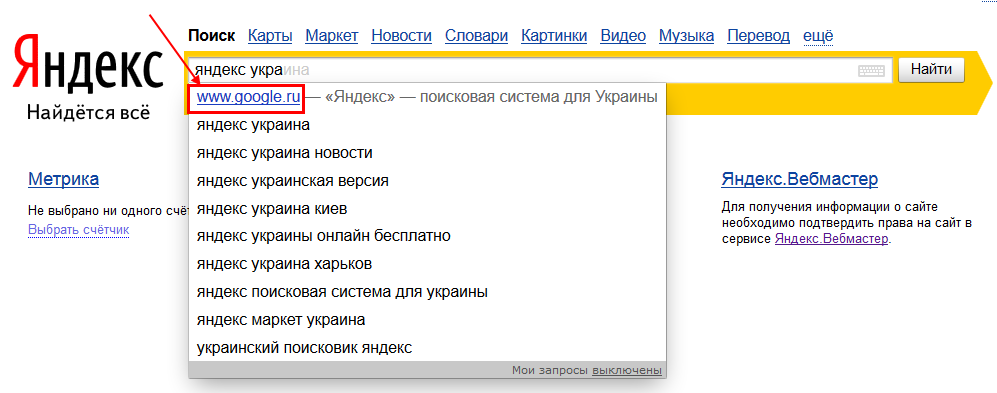 Яндекс
Найдётся всё
Поиск Карты Маркет Новости Словари Картинки Видео Музыка Перевод ещё
яндекс украина
Найти
www.google.ru — «Яндекс» — поисковая система для Украины
яндекс украина
яндекс украина новости
яндекс украинская версия
яндекс украина киев
яндекс украины онлайн бесплатно
яндекс украина харьков
яндекс поисковая система для украины
яндекс маркет украина
украинский поисковик яндекс
Мои запросы выключены
Метрика
Не выбрано ни одного счёт
Выбрать счётчик
Яндекс.Вебмастер
Для получения информации о сайте
необходимо подтвердить права на сайт в
сервисе Яндекс.Вебмастер.